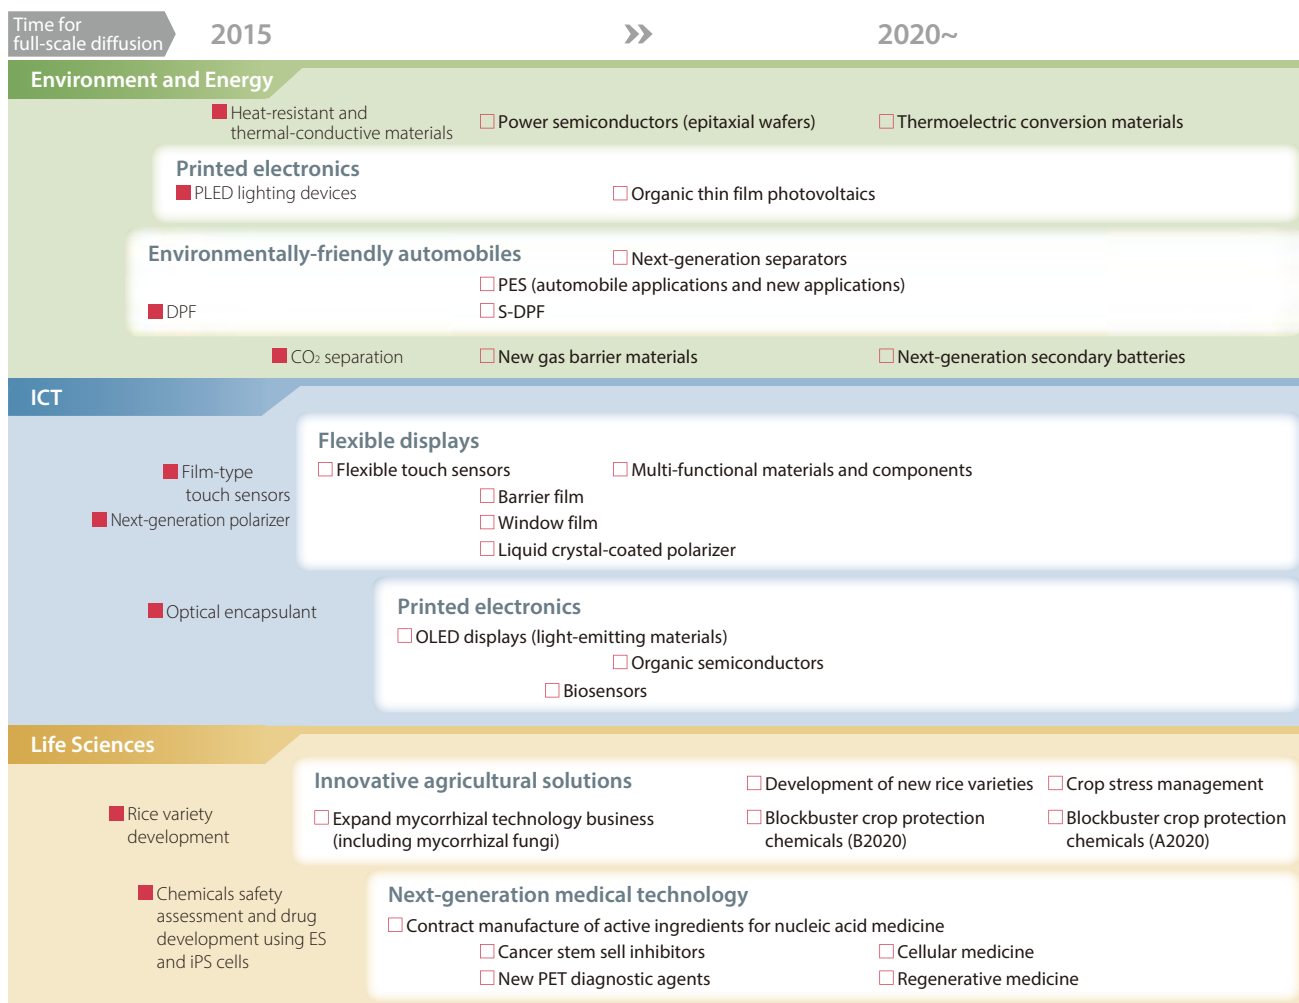 Time for
full-scale diffusion
2015
2020~
Environment and Energy
Heat-resistant and
thermal-conductive materials
Power semiconductors (epitaxial wafers)
Thermoelectric conversion materials
Printed electronics
PLED lighting devices
Organic thin film photovoltaics
Environmentally-friendly automobiles
Next-generation separators
PES (automobile applications and new applications)
DPF
S-DPF
CO₂ separation
New gas barrier materials
Next-generation secondary batteries
ICT
Film-type
touch sensors
Next-generation polarizer
Flexible displays
Flexible touch sensors
Multi-functional materials and components
Barrier film
Window film
Liquid crystal-coated polarizer
Optical encapsulant
Printed electronics
OLED displays (light-emitting materials)
Organic semiconductors
Biosensors
Life Sciences
Rice variety
development
Innovative agricultural solutions
Development of new rice varieties
Crop stress management
Expand mycorrhizal technology business
(including mycorrhizal fungi)
Blockbuster crop protection
chemicals (B2020)
Blockbuster crop protection
chemicals (A2020)
Chemicals safety
assessment and drug
development using ES
and iPS cells
Next-generation medical technology
Contract manufacture of active ingredients for nucleic acid medicine
Cancer stem sell inhibitors
Cellular medicine
New PET diagnostic agents
Regenerative medicine